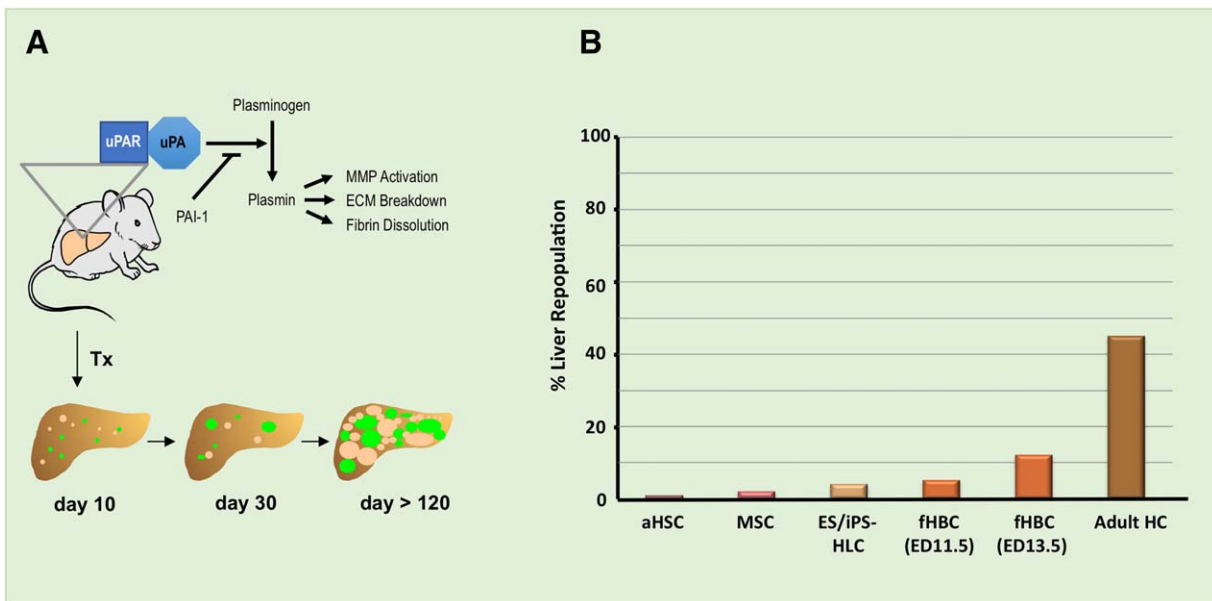 A
Plasminogen
uPAR
uPA
MMP Activation
Plasmin
ECM Breakdown
PAI-1
Fibrin Dissolution
Tx
day 10
day 30
day > 120
B
% Liver Repopulation
100
80
60
40
20
0
aHSC
MSC
ES/iPS-
HLC
fHBC
(ED11.5)
fHBC
(ED13.5)
Adult HC